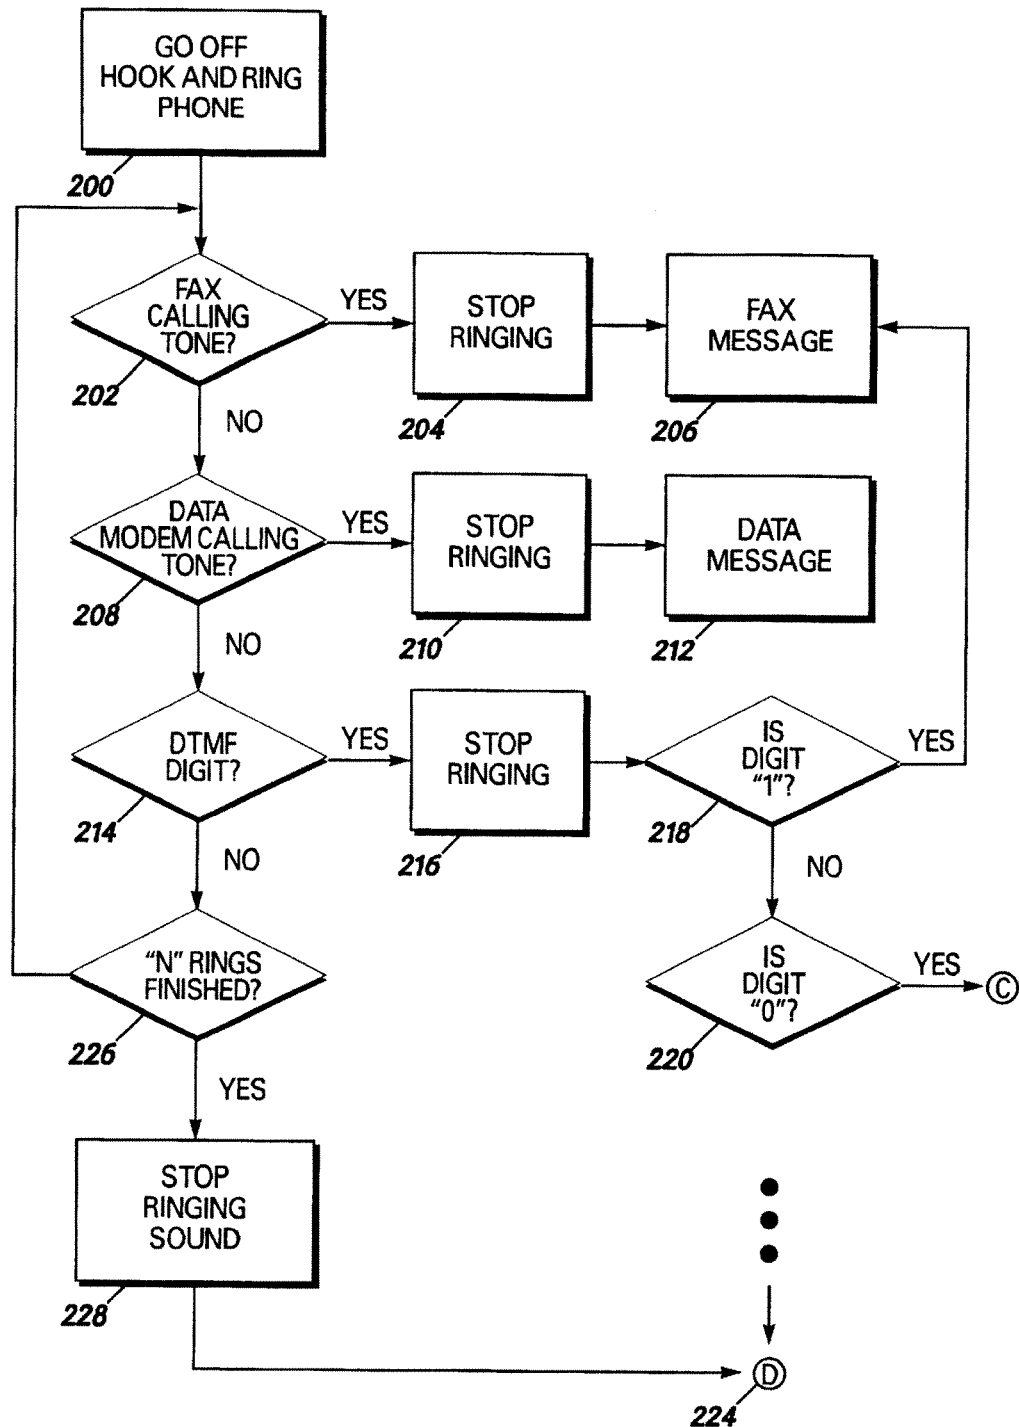 GO OFF
HOOK AND RING
PHONE
200
FAX
CALLING
TONE?
202
YES
STOP
RINGING
204
FAX
MESSAGE
206
NO
DATA
MODEM CALLING
TONE?
208
YES
STOP
RINGING
210
DATA
MESSAGE
212
NO
DTMF
DIGIT?
214
YES
STOP
RINGING
216
IS
DIGIT
"1"?
218
YES
NO
NO
"N" RINGS
FINISHED?
226
IS
DIGIT
"0"?
220
YES
C
YES
STOP
RINGING
SOUND
228
D
224